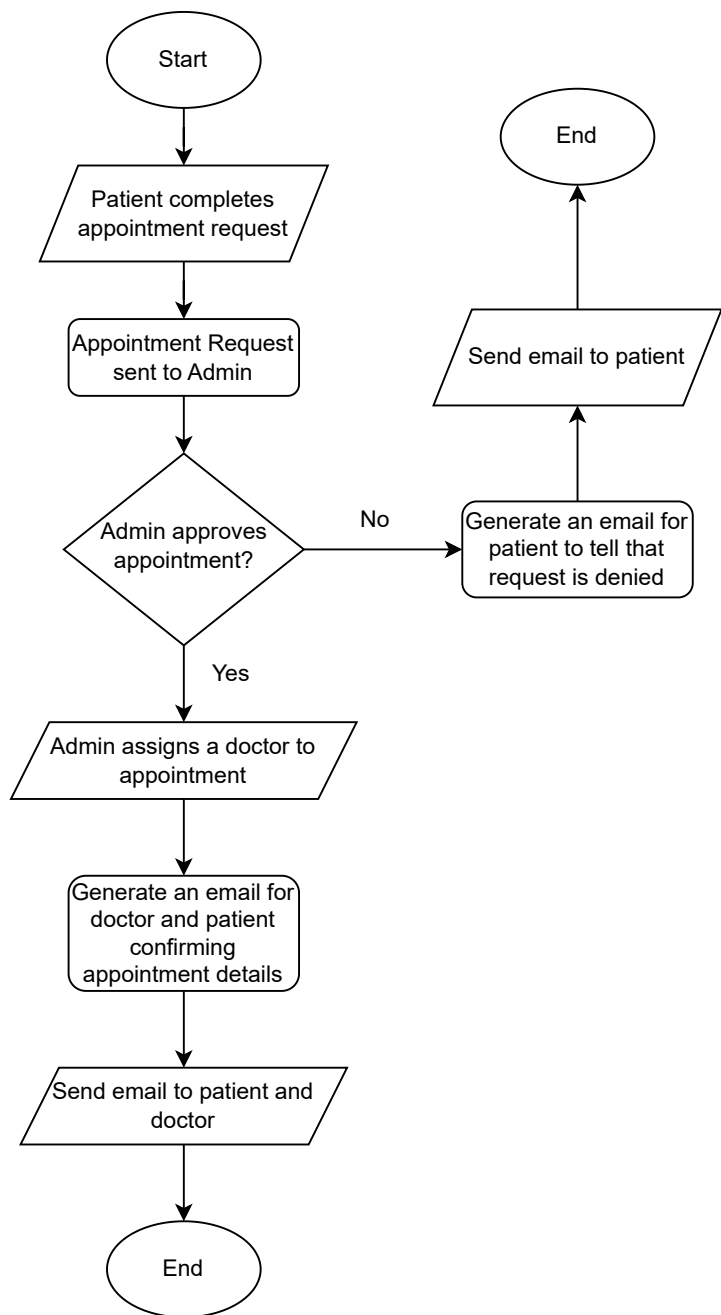 Start
Patient completes
appointment request
Appointment Request
sent to Admin
Admin approves
appointment?
No
Generate an email for
patient to tell that
request is denied
Send email to patient
End
Yes
Admin assigns a doctor to
appointment
Generate an email for
doctor and patient
confirming
appointment details
Send email to patient and
doctor
End